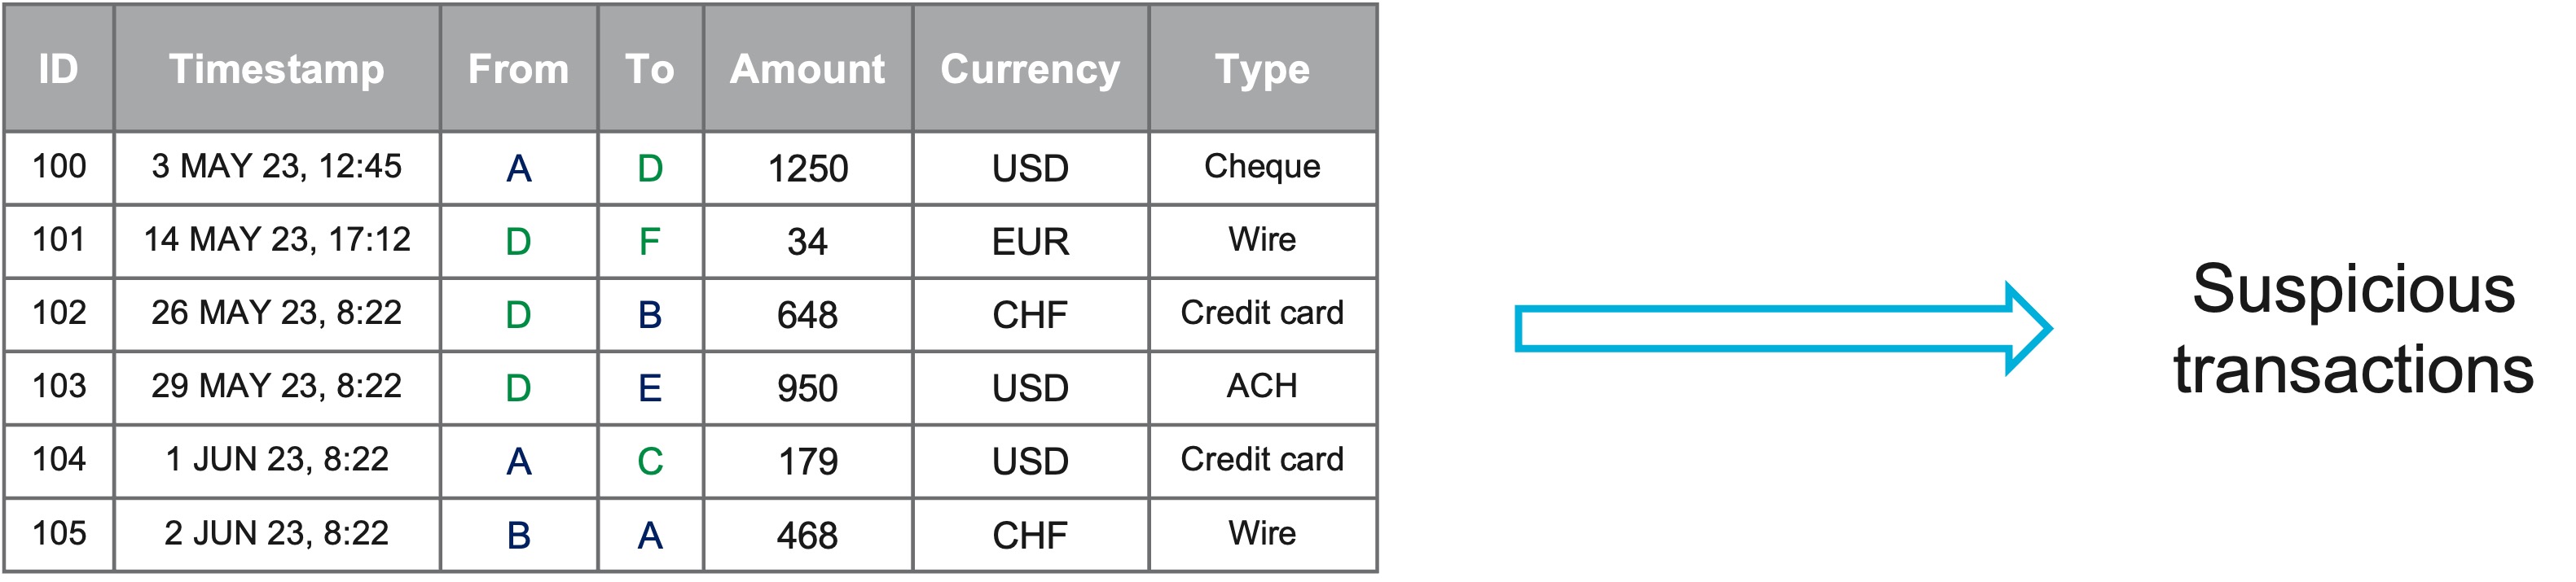 ID Timestamp From To Amount Currency Type
100 3 MAY 23, 12:45 A D 1250 USD Cheque
101 14 MAY 23, 17:12 D F 34 EUR Wire
102 26 MAY 23, 8:22 D B 648 CHF Credit card
103 29 MAY 23, 8:22 D E 950 USD ACH
104 1 JUN 23, 8:22 A C 179 USD Credit card
105 2 JUN 23, 8:22 B A 468 CHF Wire
Suspicious
transactions